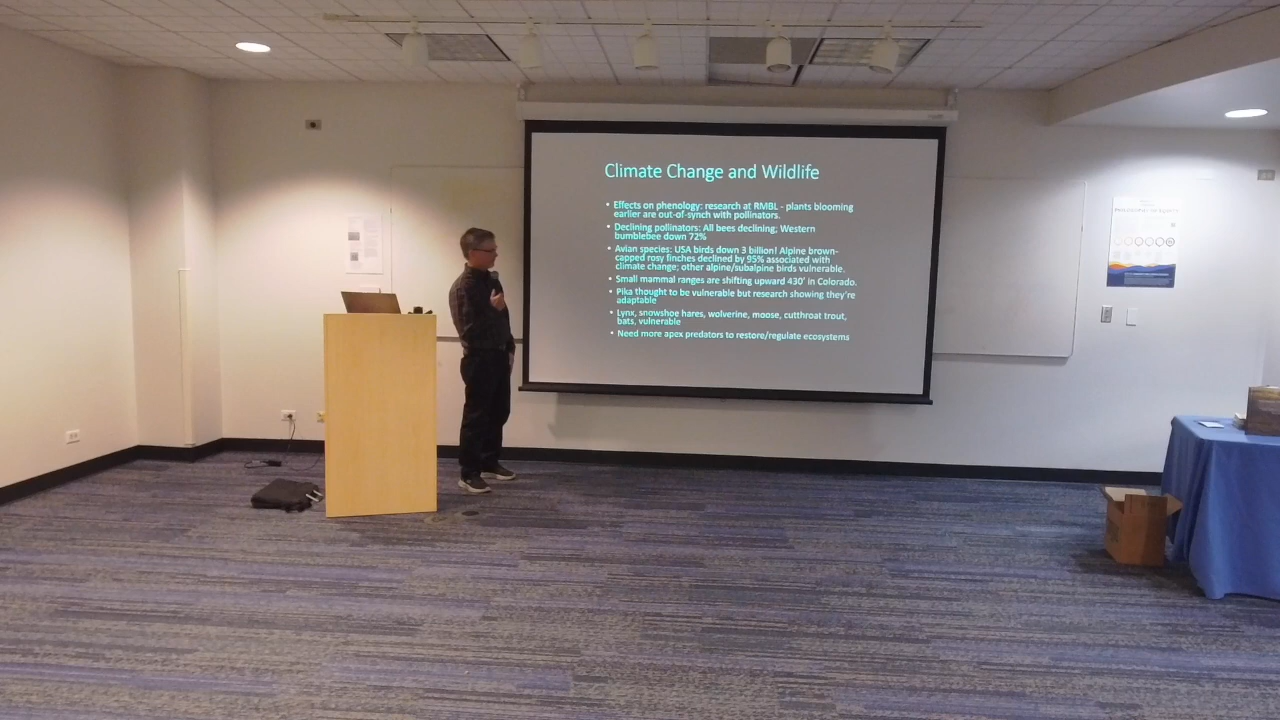 Climate Change and Wildlife
• Effects on phenology: research at RMBL - plants blooming
earlier are out-of-synch with pollinators.
• Declining pollinators: All bees declining; Western
bumblebee down 72%
• Avian species: USA birds down 3 billion! Alpine brown-
capped rosy finches declined by 95% associated with
climate change; other alpine/subalpine birds vulnerable.
• Small mammal ranges are shifting upward 430' in Colorado.
• Pika thought to be vulnerable but research showing they're
adaptable
• Lynx, snowshoe hares, wolverine, moose, cutthroat trout,
bats, vulnerable
• Need more apex predators to restore/regulate ecosystems